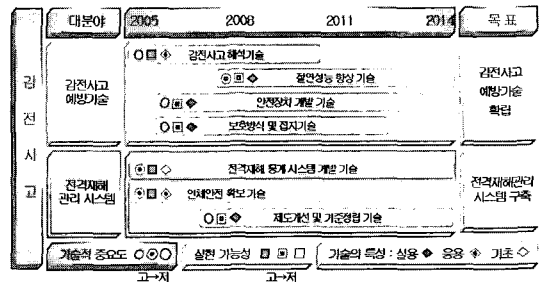 대분야 2005 2008 2011 2014 목표
감전사고
감전사고 예방기술
감전사고 해석기술
절연성능 향상 기술
안전장치 개발 기술
보호방식 및 접지기술
감전사고 예방기술 확립
전격재해 관리 시스템
전격재해 통계 시스템 개발 기술
인체안전 확보 기술
제도개선 및 기준정립 기술
전격재해관리 시스템 구축
기술적 중요도 실현 가능성 기술의 특성 : 실용 응용 기초
고→저 고→저